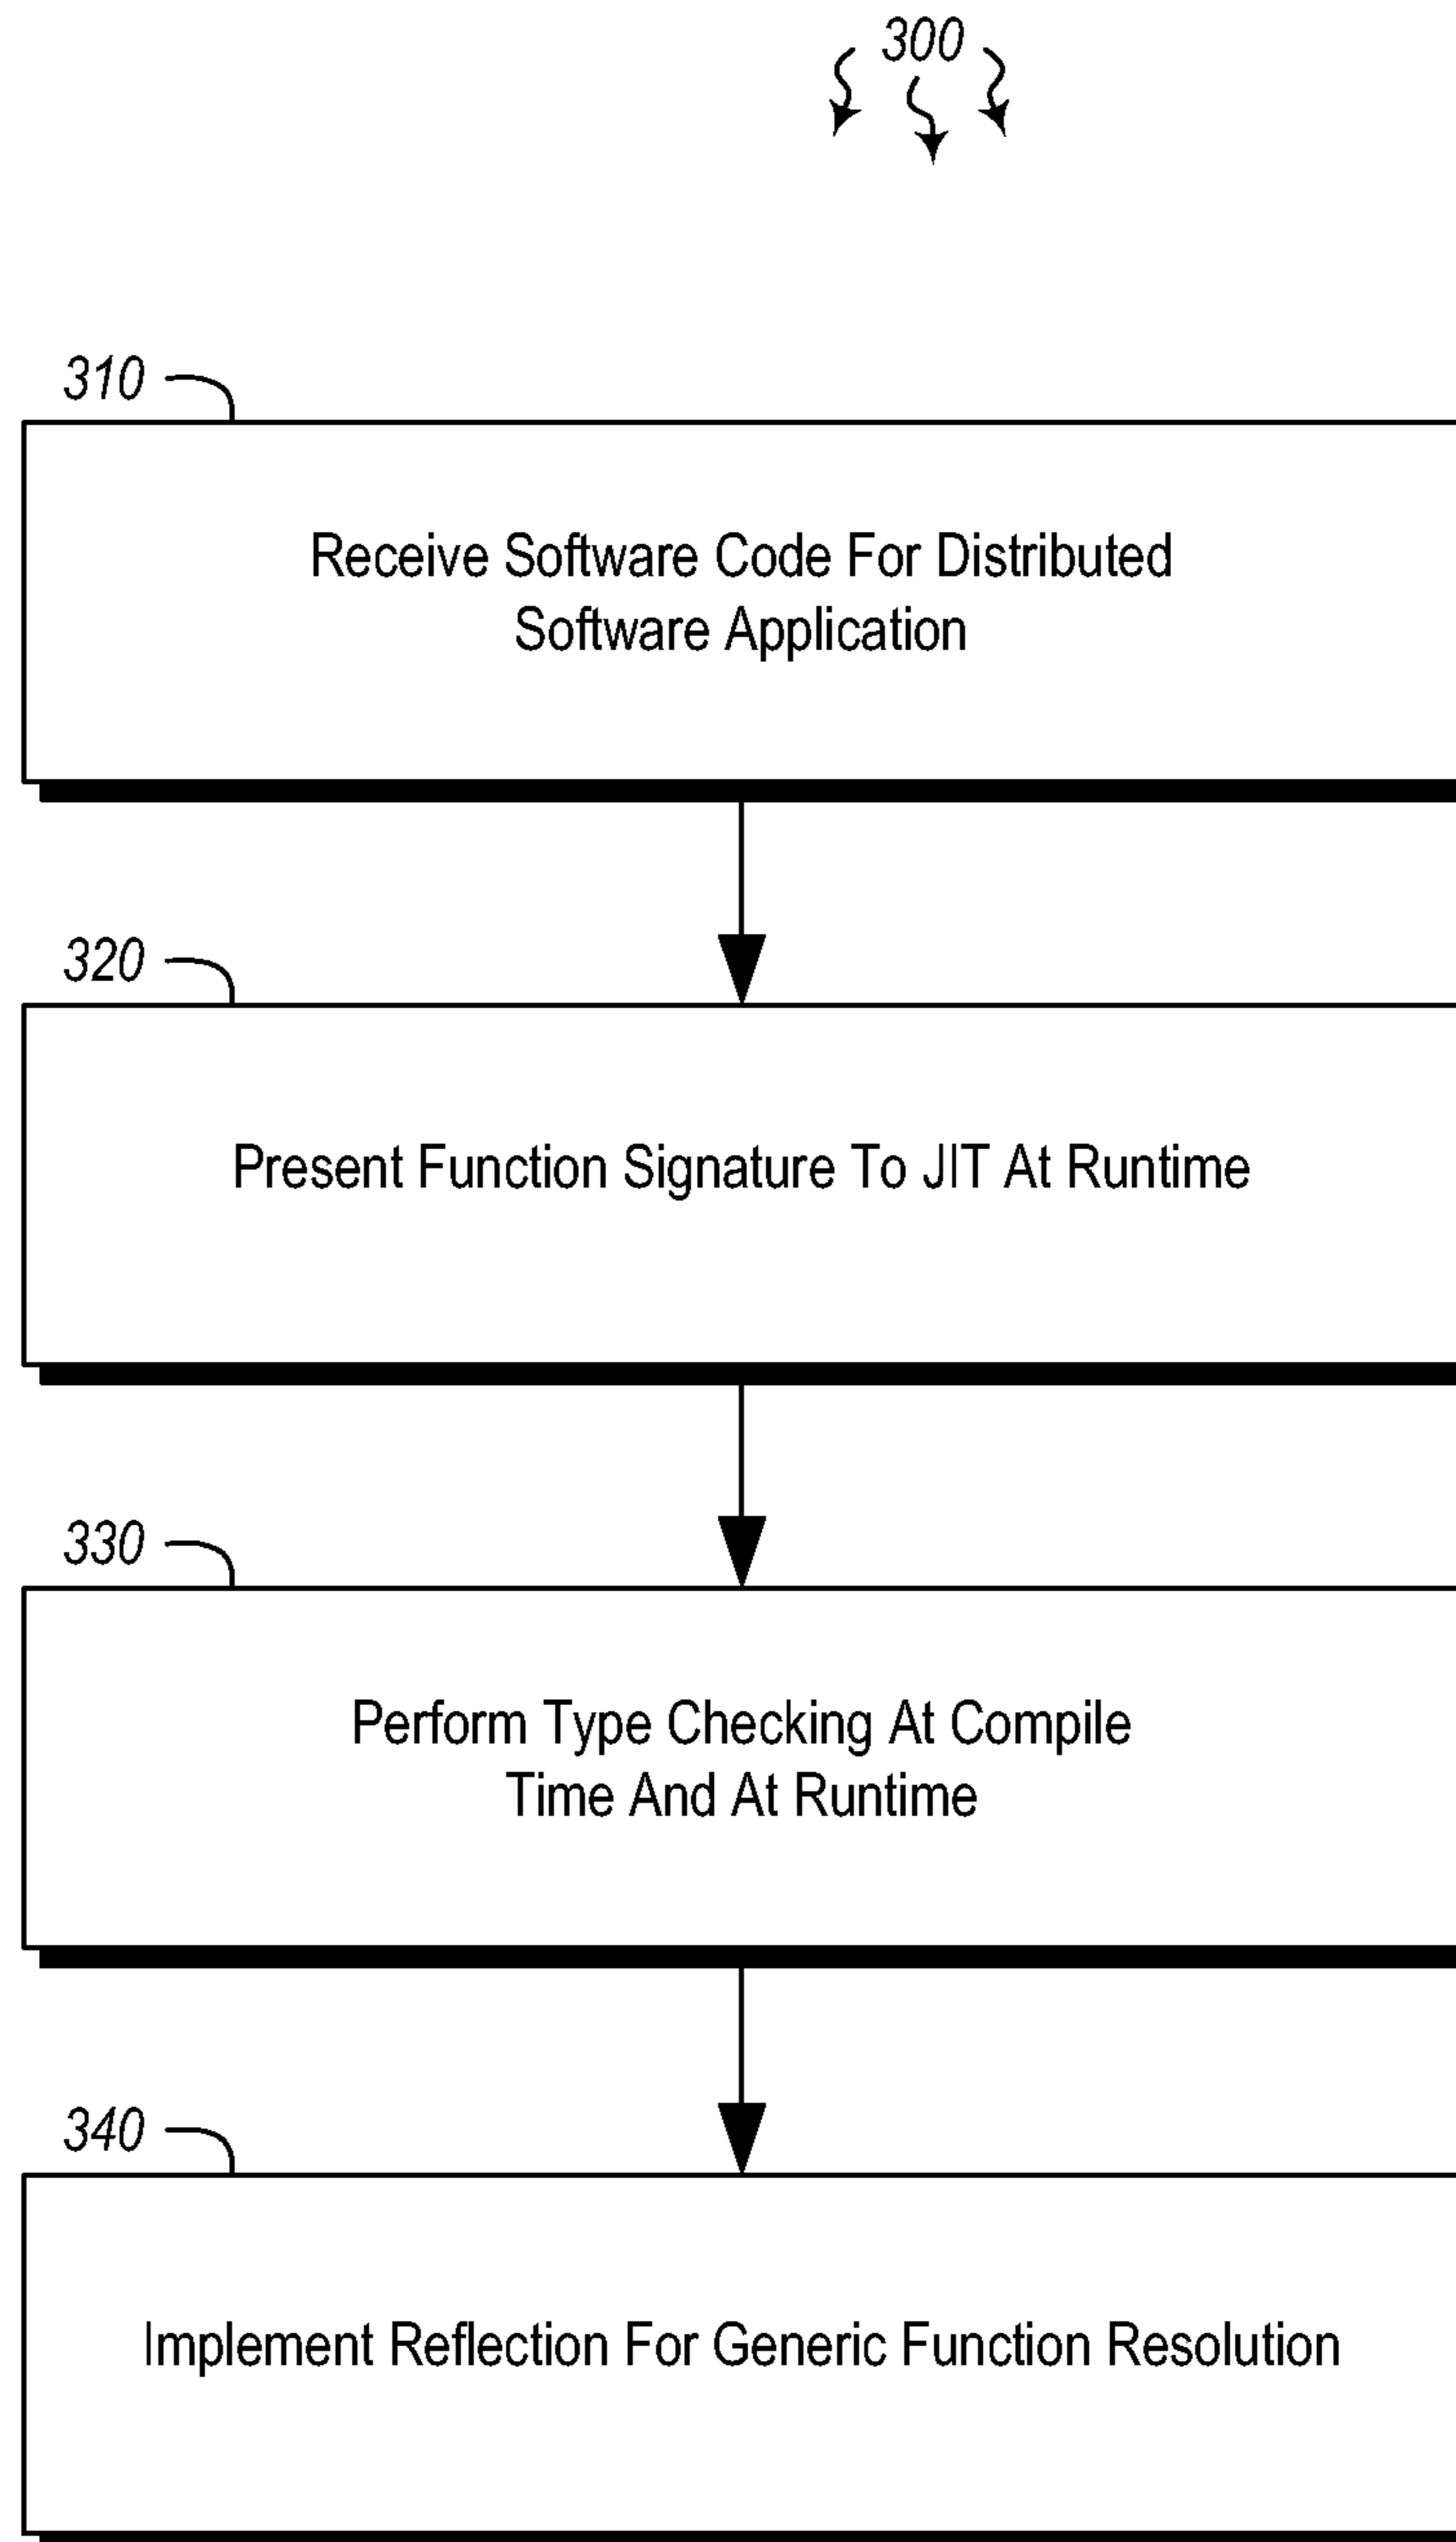 300
310
Receive Software Code For Distributed
Software Application
320
Present Function Signature To JIT At Runtime
330
Perform Type Checking At Compile
Time And At Runtime
340
Implement Reflection For Generic Function Resolution